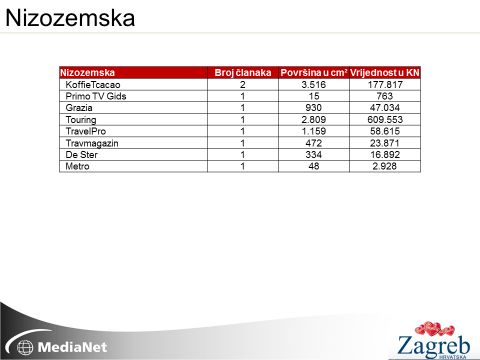 Nizozemska
Nizozemska Broj članaka Površina u cm² Vrijednost u KN
KoffieTcacao 2 3.516 177.817
Primo TV Gids 1 15 763
Grazia 1 930 47.034
Touring 1 2.809 609.553
TravelPro 1 1.159 58.615
Travmagazin 1 472 23.871
De Ster 1 334 16.892
Metro 1 48 2.928
MediaNet
Zagreb
HRVATSKA